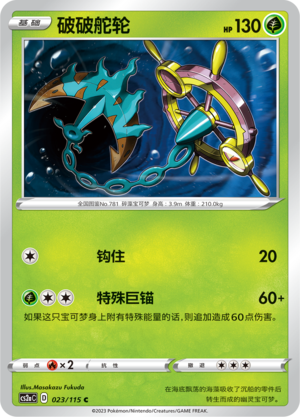 基础 破破舵轮 HP 130
全国图鉴No.781 碎藻宝可梦 身高：3.9m 体重：210.0kg
钩住 20
特殊巨锚 60+
如果这只宝可梦身上附有特殊能量的话，则追加造成60点伤害。
弱点 ×2 抵抗力 撤退
Illus.Masakazu Fukuda
CS3aC D 023/115 C
在海底飘荡的海藻吸收了沉船的零件后
转生而成的幽灵宝可梦。
©2023 Pokémon/Nintendo/Creatures/GAME FREAK.